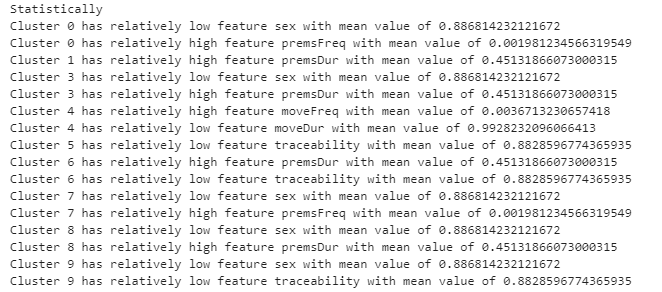 Statistically
Cluster 0 has relatively low feature sex with mean value of 0.886814232121672
Cluster 0 has relatively high feature premsFreq with mean value of 0.001981234566319549
Cluster 1 has relatively high feature premsDur with mean value of 0.45131866073000315
Cluster 3 has relatively low feature sex with mean value of 0.886814232121672
Cluster 3 has relatively high feature premsDur with mean value of 0.45131866073000315
Cluster 4 has relatively high feature moveFreq with mean value of 0.0036713230657418
Cluster 4 has relatively low feature moveDur with mean value of 0.9928232096066413
Cluster 5 has relatively low feature traceability with mean value of 0.8828596774365935
Cluster 6 has relatively high feature premsDur with mean value of 0.45131866073000315
Cluster 6 has relatively low feature traceability with mean value of 0.8828596774365935
Cluster 7 has relatively low feature sex with mean value of 0.886814232121672
Cluster 7 has relatively high feature premsFreq with mean value of 0.001981234566319549
Cluster 8 has relatively low feature sex with mean value of 0.886814232121672
Cluster 8 has relatively high feature premsDur with mean value of 0.45131866073000315
Cluster 9 has relatively low feature sex with mean value of 0.886814232121672
Cluster 9 has relatively low feature traceability with mean value of 0.8828596774365935